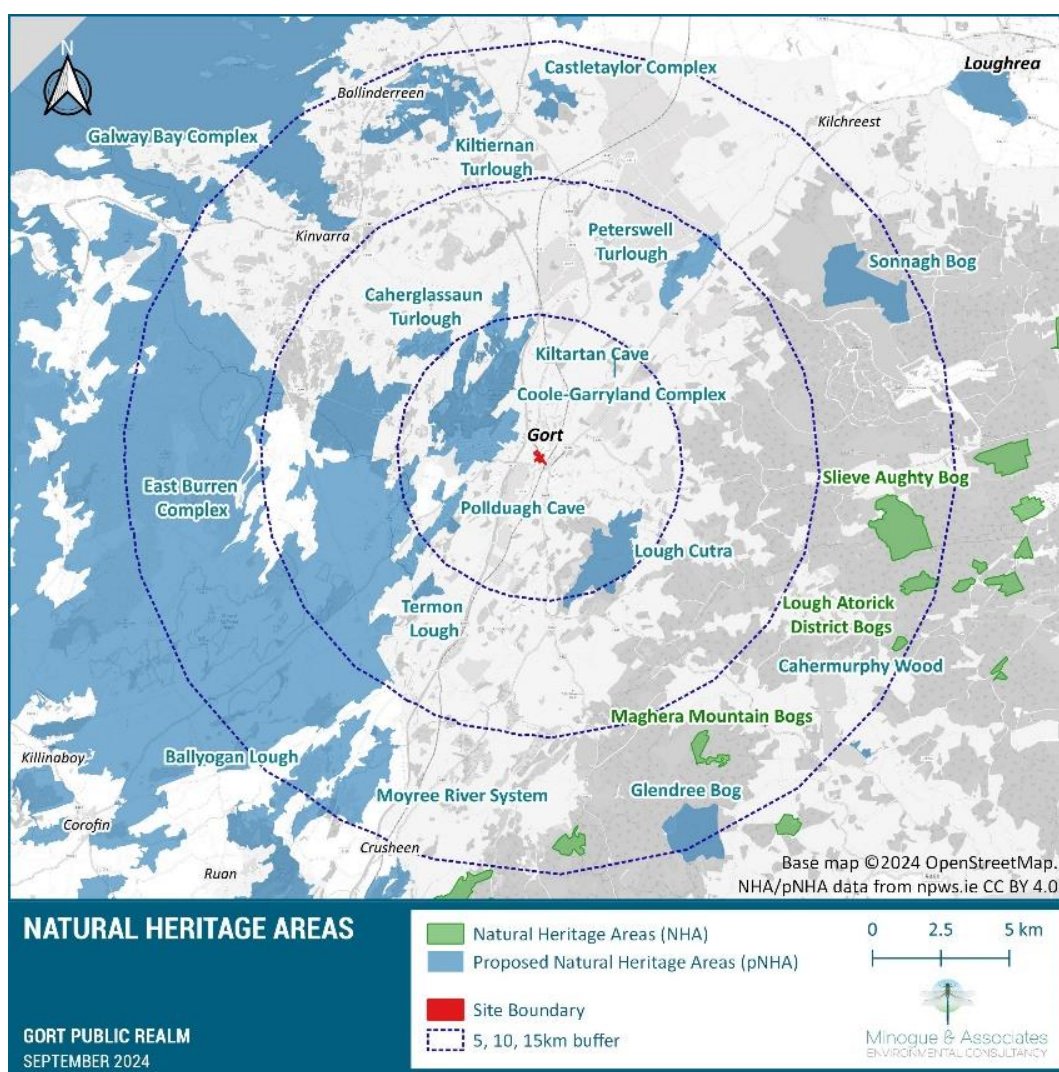 N
Castletaylor Complex
Loughrea
Ballinderreen
Kilchreest
Galway Bay Complex
Kiltiernan
Turlough
Kinvarra
Peterswell
Turlough
Sonnagh Bog
Caherglassaun
Turlough
Kiltartan Cave
Coole-Garryland Complex
Gort
Slieve Aughty Bog
East Burren
Complex
Pollduagh Cave
Lough Cutra
Termon
Lough
Lough Atorick
District Bogs
Cahermurphy Wood
Maghera Mountain Bogs
Killinaboy
Ballyogan Lough
Moyree River System
Glendree Bog
Corofin
Crusheen
Ruan
Base map ©2024 OpenStreetMap.
NHA/pNHA data from npws.ie CC BY 4.0
NATURAL HERITAGE AREAS
GORT PUBLIC REALM
SEPTEMBER 2024
Natural Heritage Areas (NHA)
Proposed Natural Heritage Areas (pNHA)
Site Boundary
5, 10, 15km buffer
0 2.5 5 km
Minogue & Associates
ENVIRONMENTAL CONSULTANCY